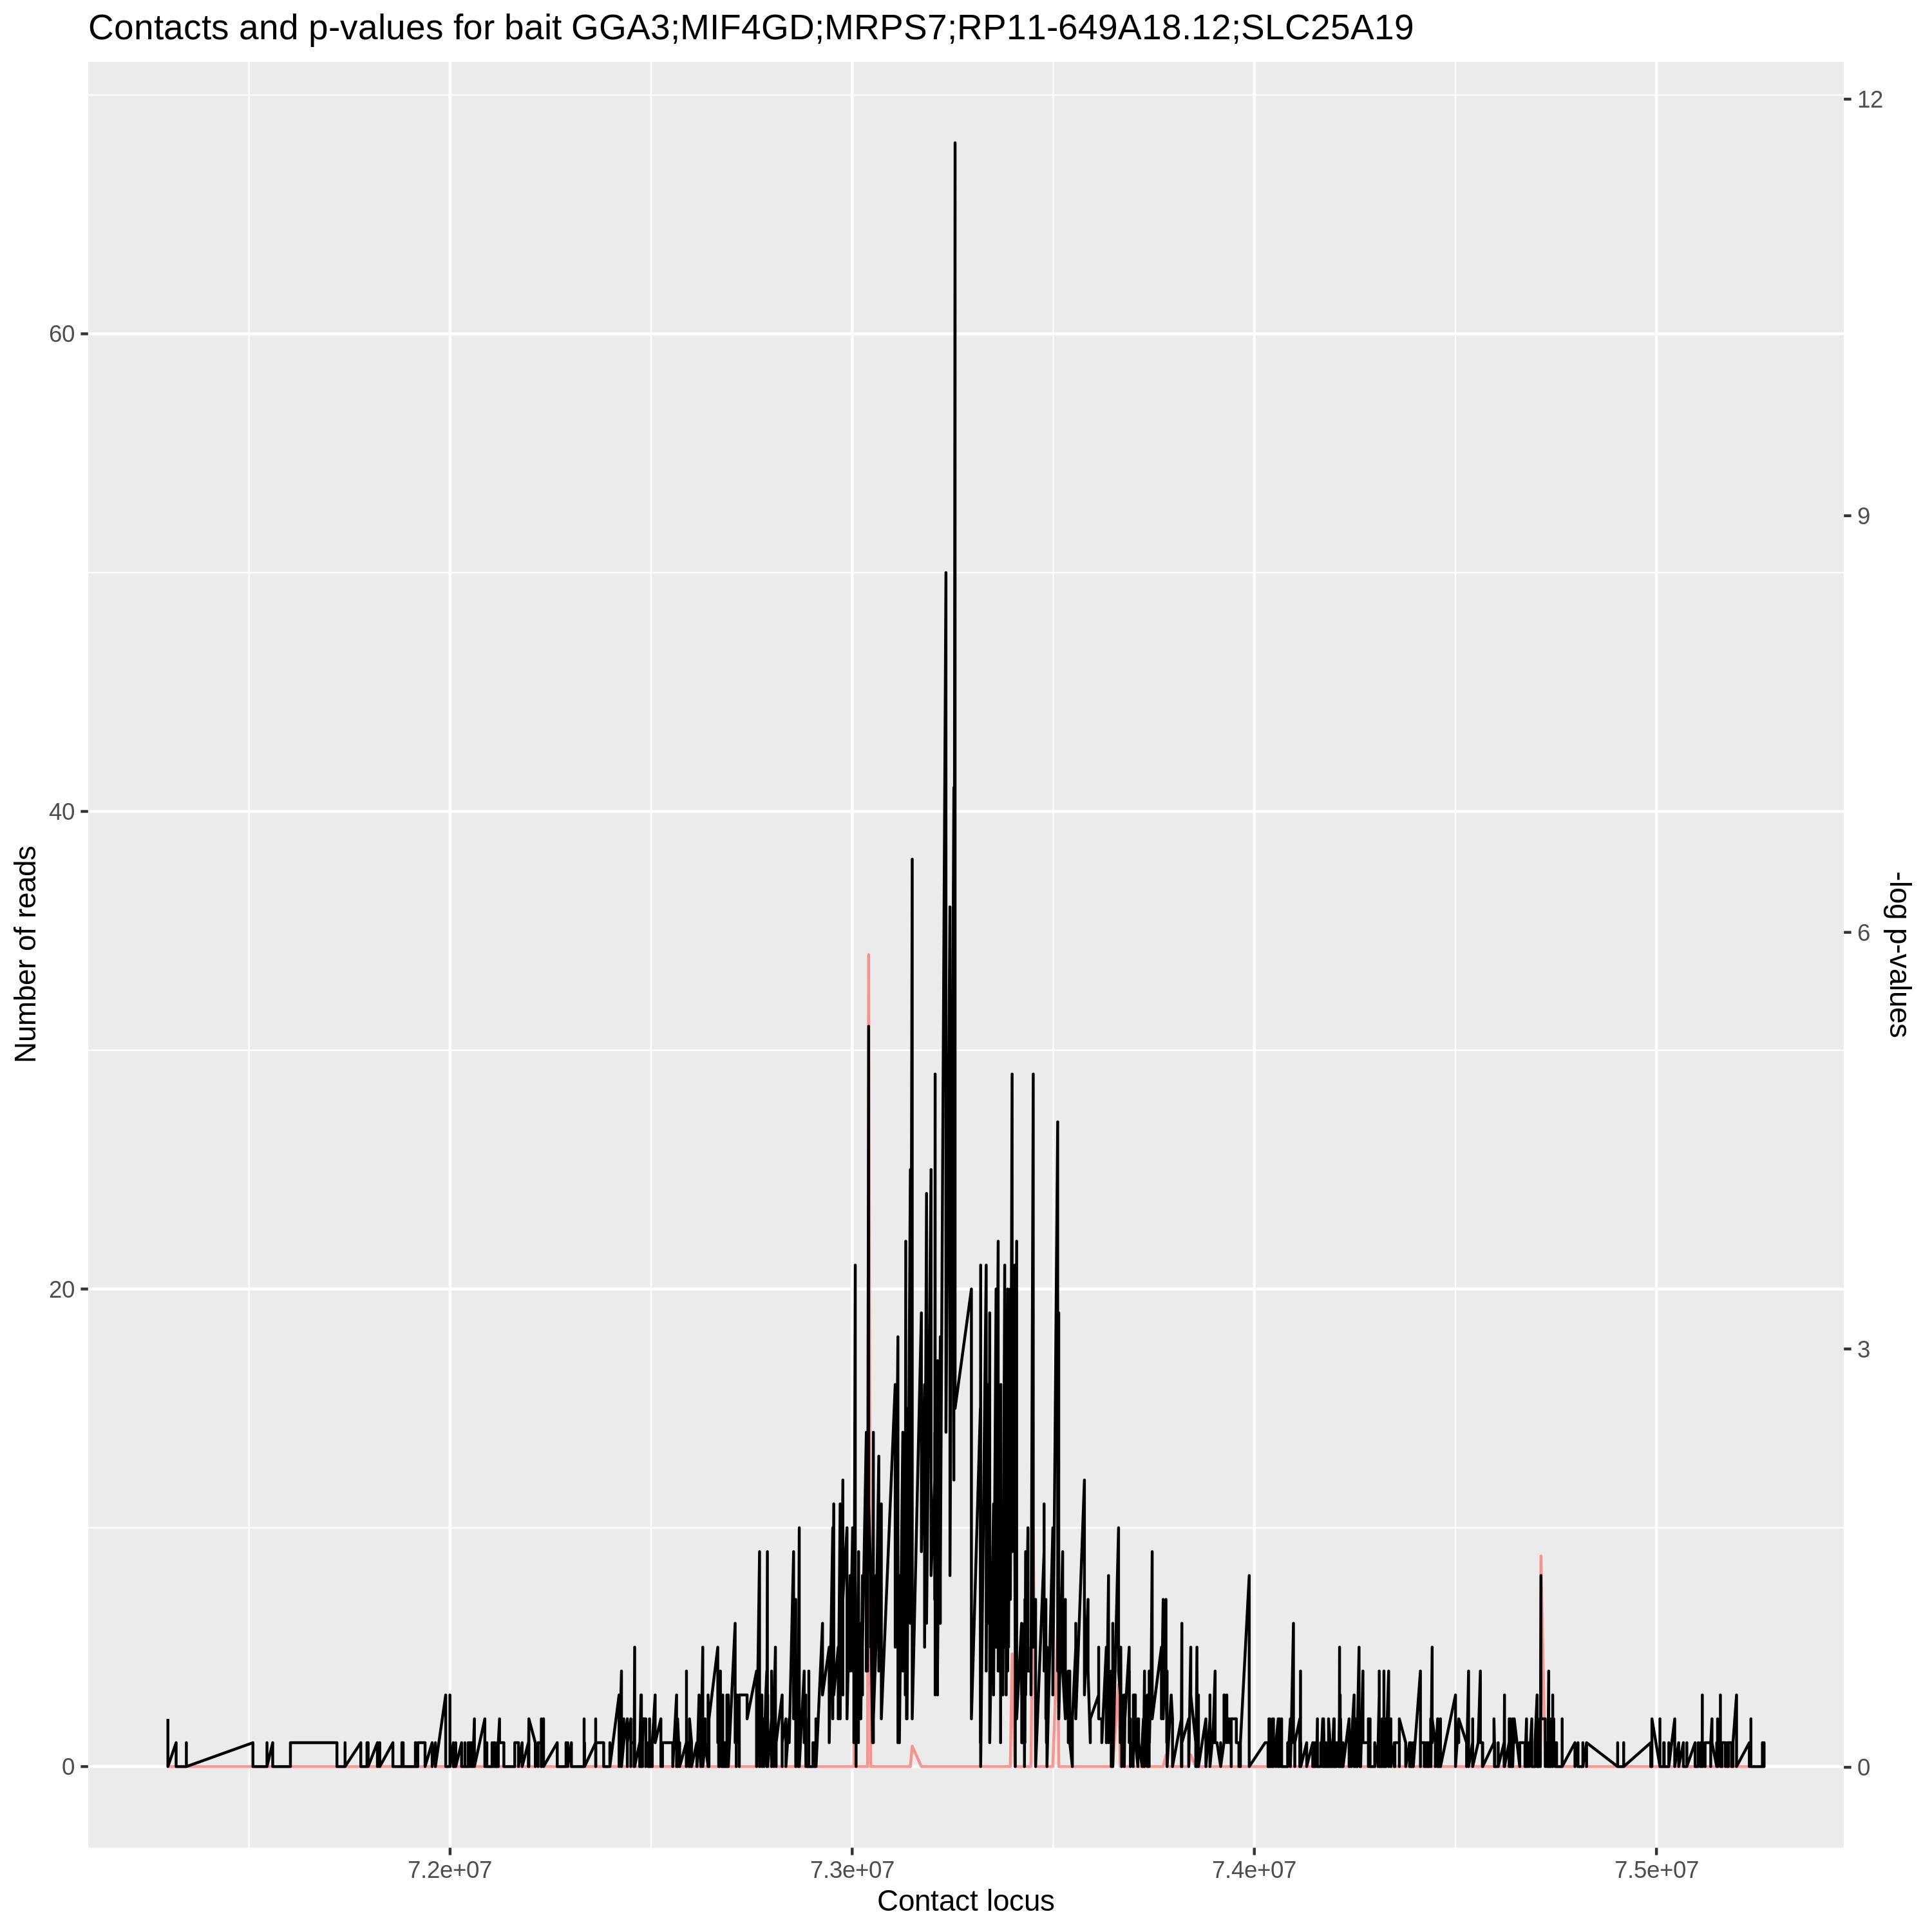 Contacts and p-values for bait GGA3;MIF4GD;MRPS7;RP11-649A18.12;SLC25A19
12
60
9
40
Number of reads
-log p-values
6
20
3
0
0
7.2e+07
7.3e+07
7.4e+07
7.5e+07
Contact locus